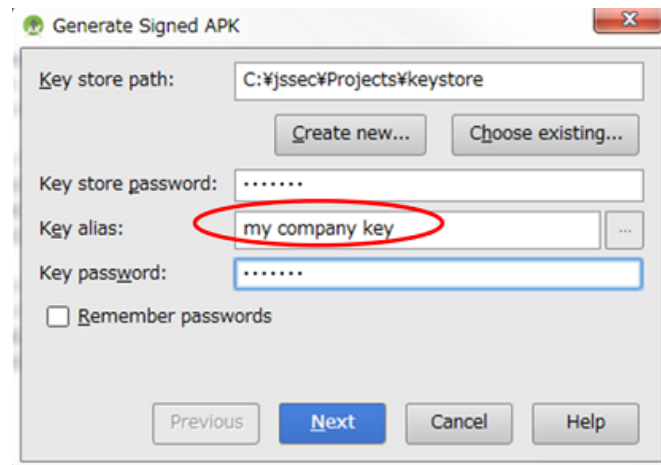 Generate Signed APK
Key store path: C:¥jssec¥Projects¥keystore
Create new... Choose existing...
Key store password: •••••••
Key alias: my company key ...
Key password: •••••••
Remember passwords
Previous Next Cancel Help